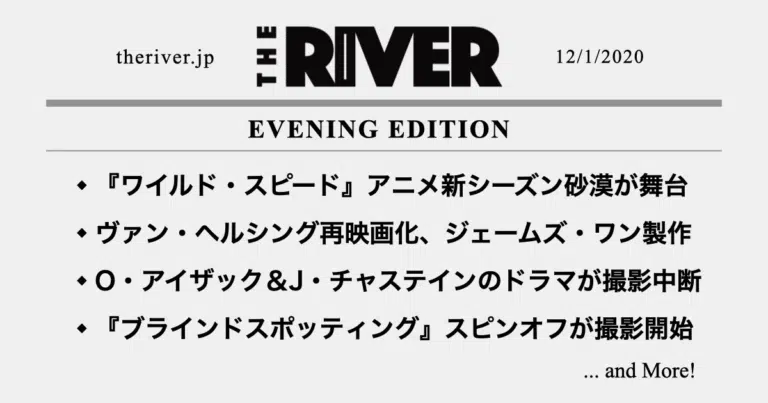 theriver.jp
THE RIVER
12/1/2020
EVENING EDITION
◆ 『ワイルド・スピード』アニメ新シーズン砂漠が舞台
◆ ヴァン・ヘルシング再映画化、ジェームズ・ワン製作
◆ O・アイザック＆J・チャステインのドラマが撮影中断
◆ 『ブラインドスポッティング』スピンオフが撮影開始
... and More!